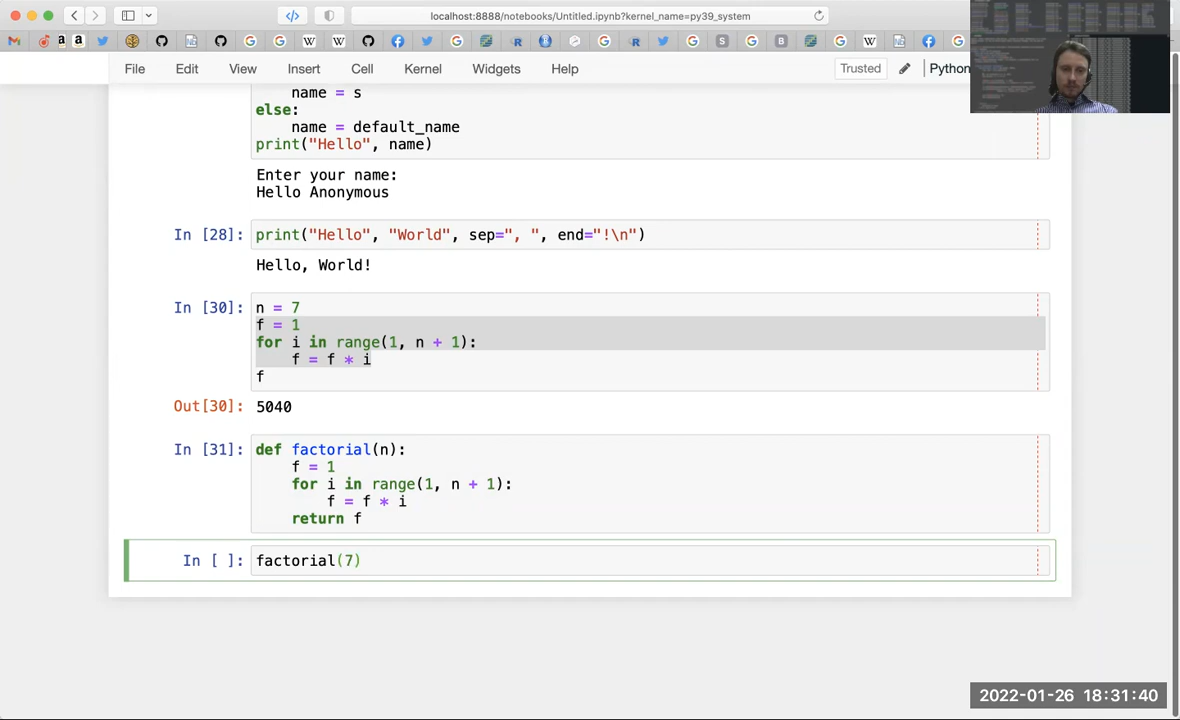 localhost:8888/notebooks/Untitled.ipynb?kernel_name=py39_system
File Edit View Insert Cell Kernel Widgets Help Trusted Python
name = s
else:
name = default_name
print("Hello", name)
Enter your name:
Hello Anonymous
In [28]: print("Hello", "World", sep=", ", end="!\n")
Hello, World!
In [30]: n = 7
f = 1
for i in range(1, n + 1):
f = f * i
f
Out[30]: 5040
In [31]: def factorial(n):
f = 1
for i in range(1, n + 1):
f = f * i
return f
In [ ]: factorial(7)
2022-01-26 18:31:40